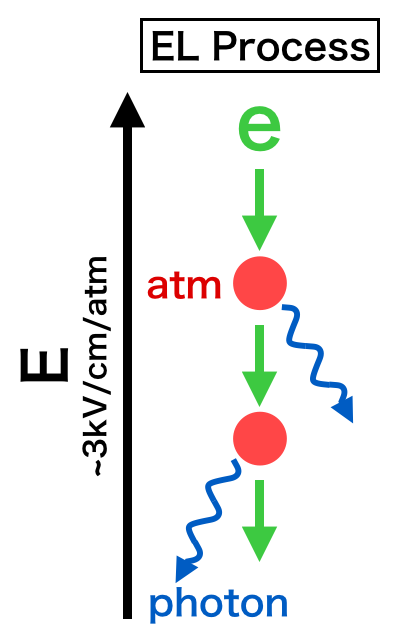 EL Process
e
atm
E
~3kV/cm/atm
photon